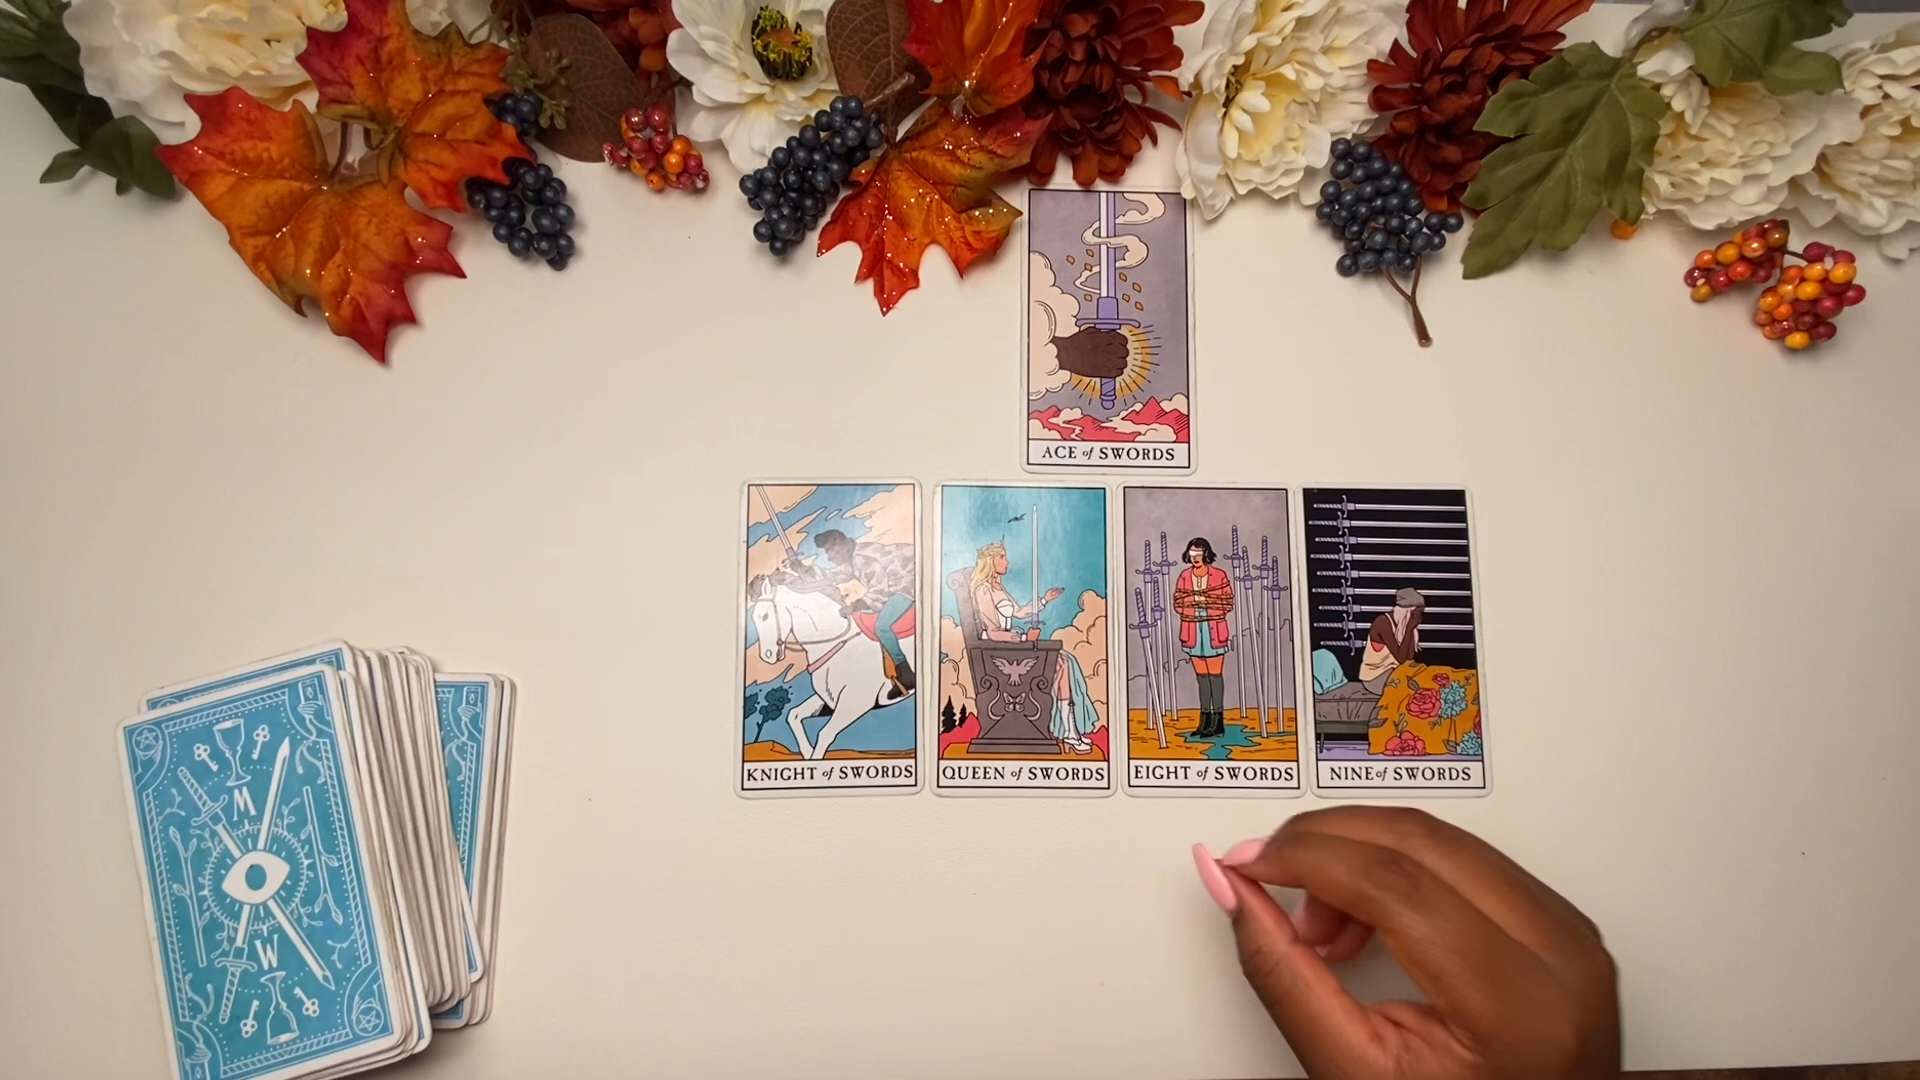 ACE of SWORDS
KNIGHT of SWORDS
QUEEN of SWORDS
EIGHT of SWORDS
NINE of SWORDS
M
W